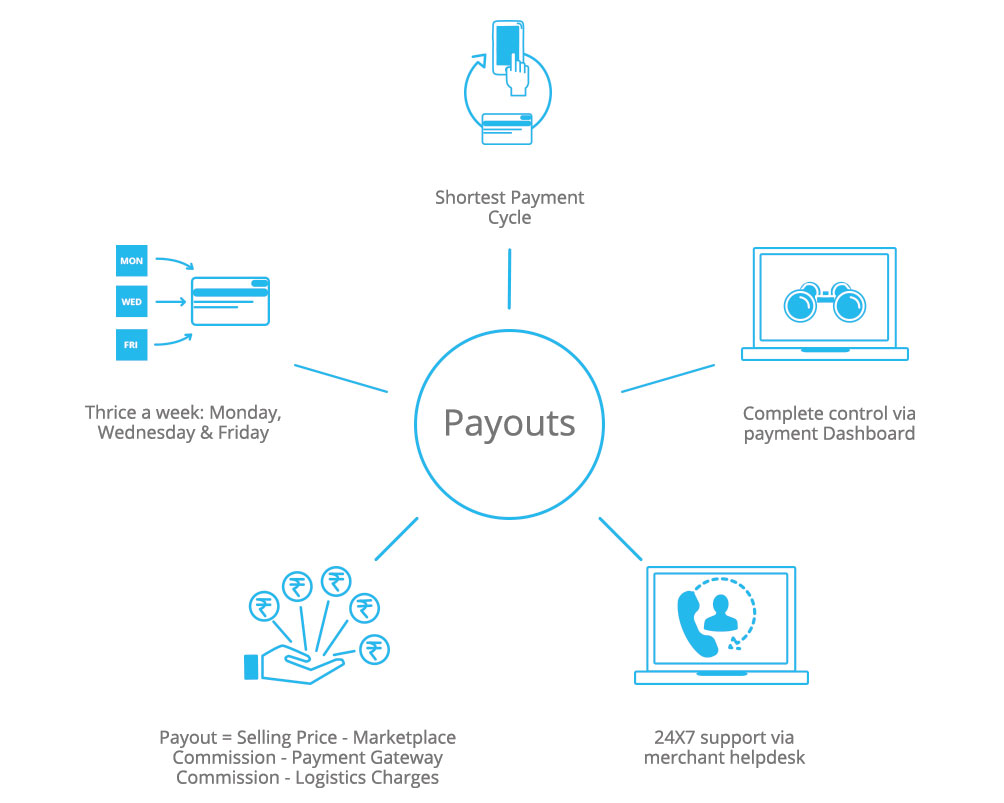 Shortest Payment
Cycle
MON
WED
FRI
Thrice a week: Monday,
Wednesday & Friday
Payouts
Complete control via
payment Dashboard
₹ ₹ ₹ ₹ ₹
Payout = Selling Price - Marketplace
Commission - Payment Gateway
Commission - Logistics Charges
24X7 support via
merchant helpdesk